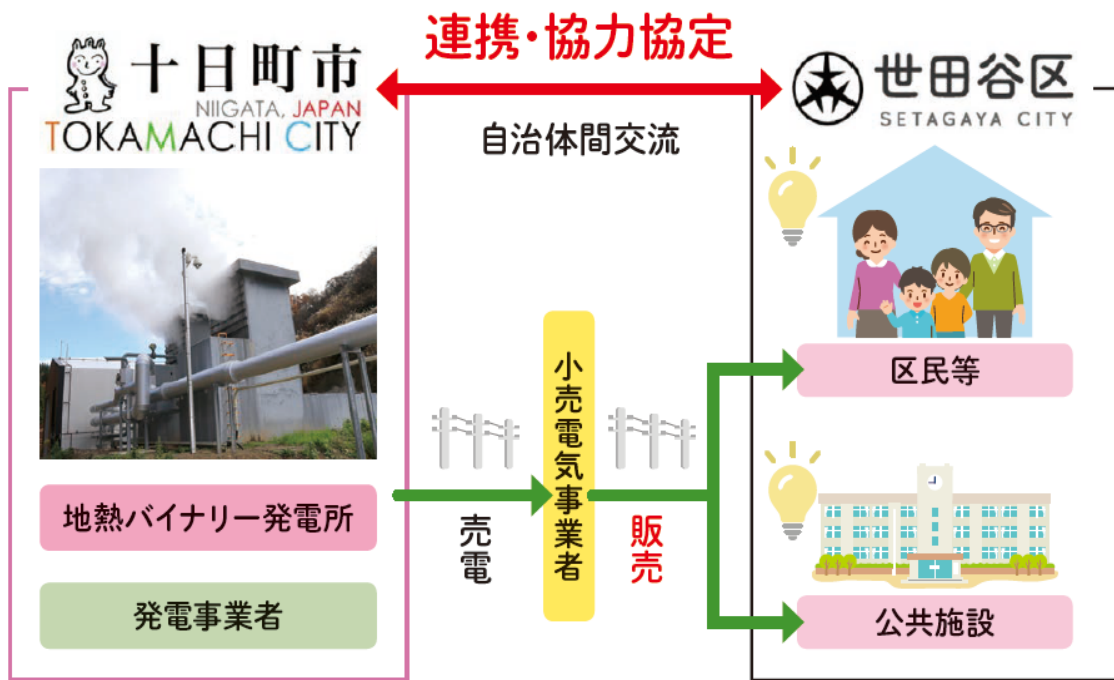 連携・協力協定
十日町市
NIIGATA, JAPAN
TOKAMACHI CITY
世田谷区
SETAGAYA CITY
自治体間交流
地熱バイナリー発電所
発電事業者
売電
小売電気事業者
販売
区民等
公共施設